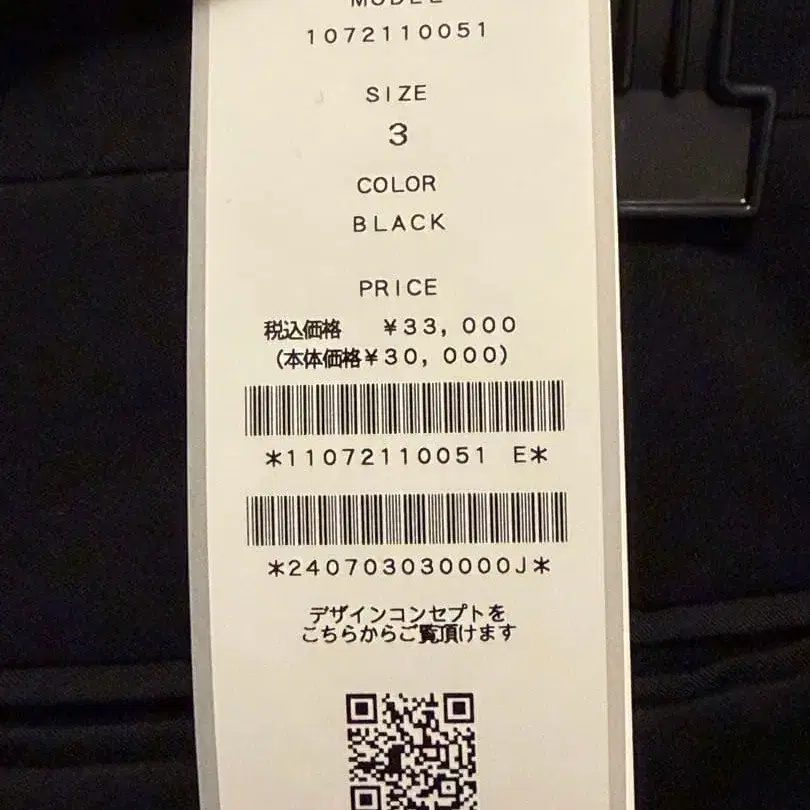 MODEL
1072110051
SIZE
3
COLOR
BLACK
PRICE
税込価格 ¥33,000
(本体価格¥30,000)
*11072110051 E*
*240703030000J*
デザインコンセプトを
こちらからご覧頂けます